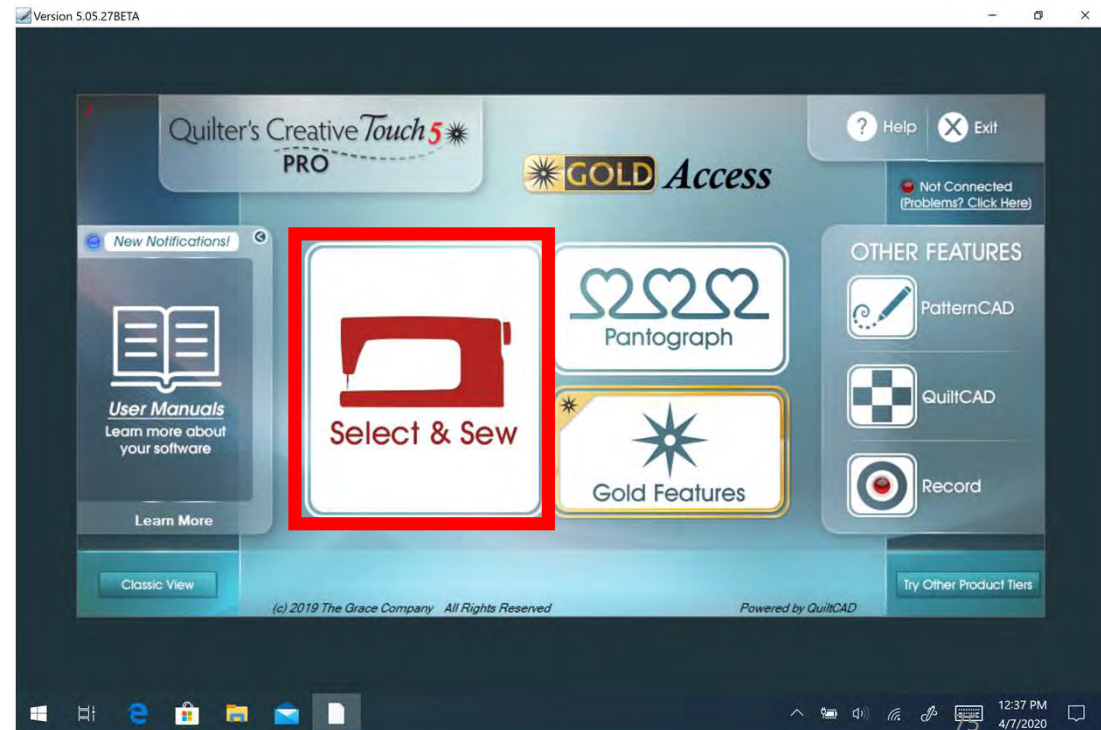 Version 5.05.27BETA
Quilter's Creative Touch 5
PRO
GOLD Access
? Help
X Exit
Not Connected
(Problems? Click Here)
New Notifications!
User Manuals
Learn more about
your software
Learn More
Select & Sew
Pantograph
Gold Features
OTHER FEATURES
PatternCAD
QuiltCAD
Record
Classic View
Try Other Product Tiers
(c) 2019 The Grace Company All Rights Reserved
Powered by QuiltCAD
12:37 PM
75
4/7/2020